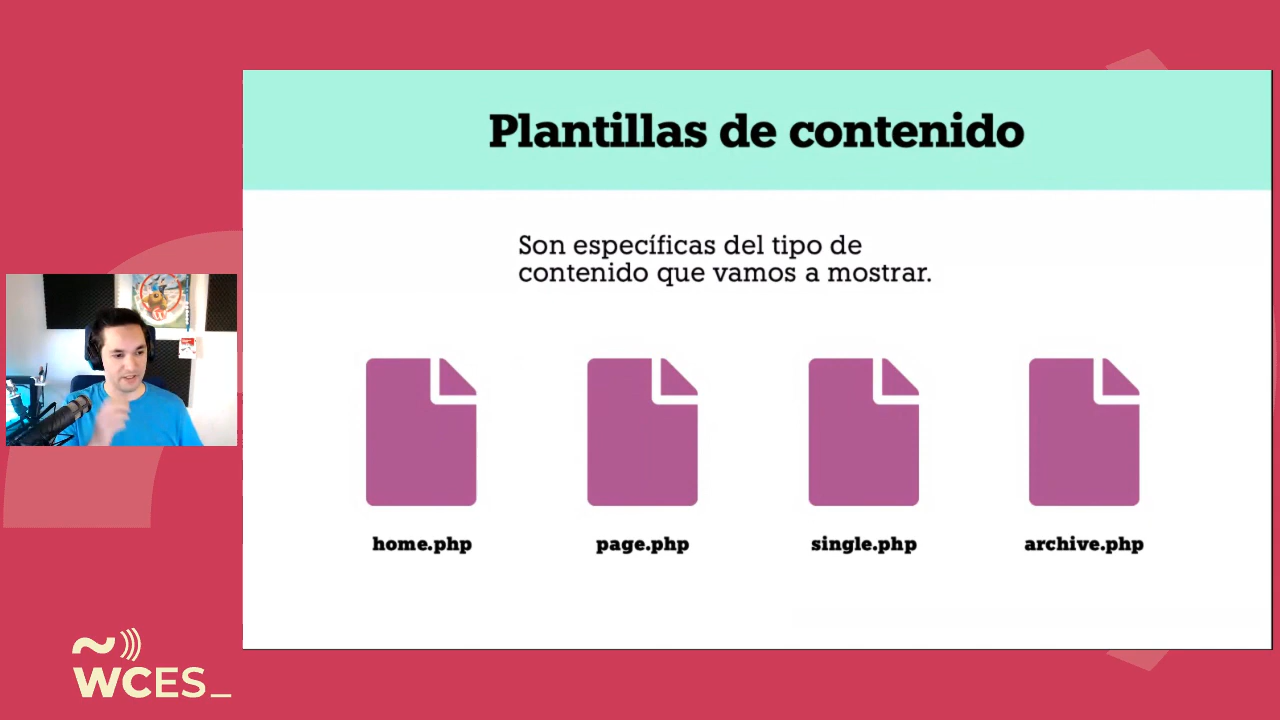 Plantillas de contenido
Son específicas del tipo de
contenido que vamos a mostrar.
home.php
page.php
single.php
archive.php
~
WCES_